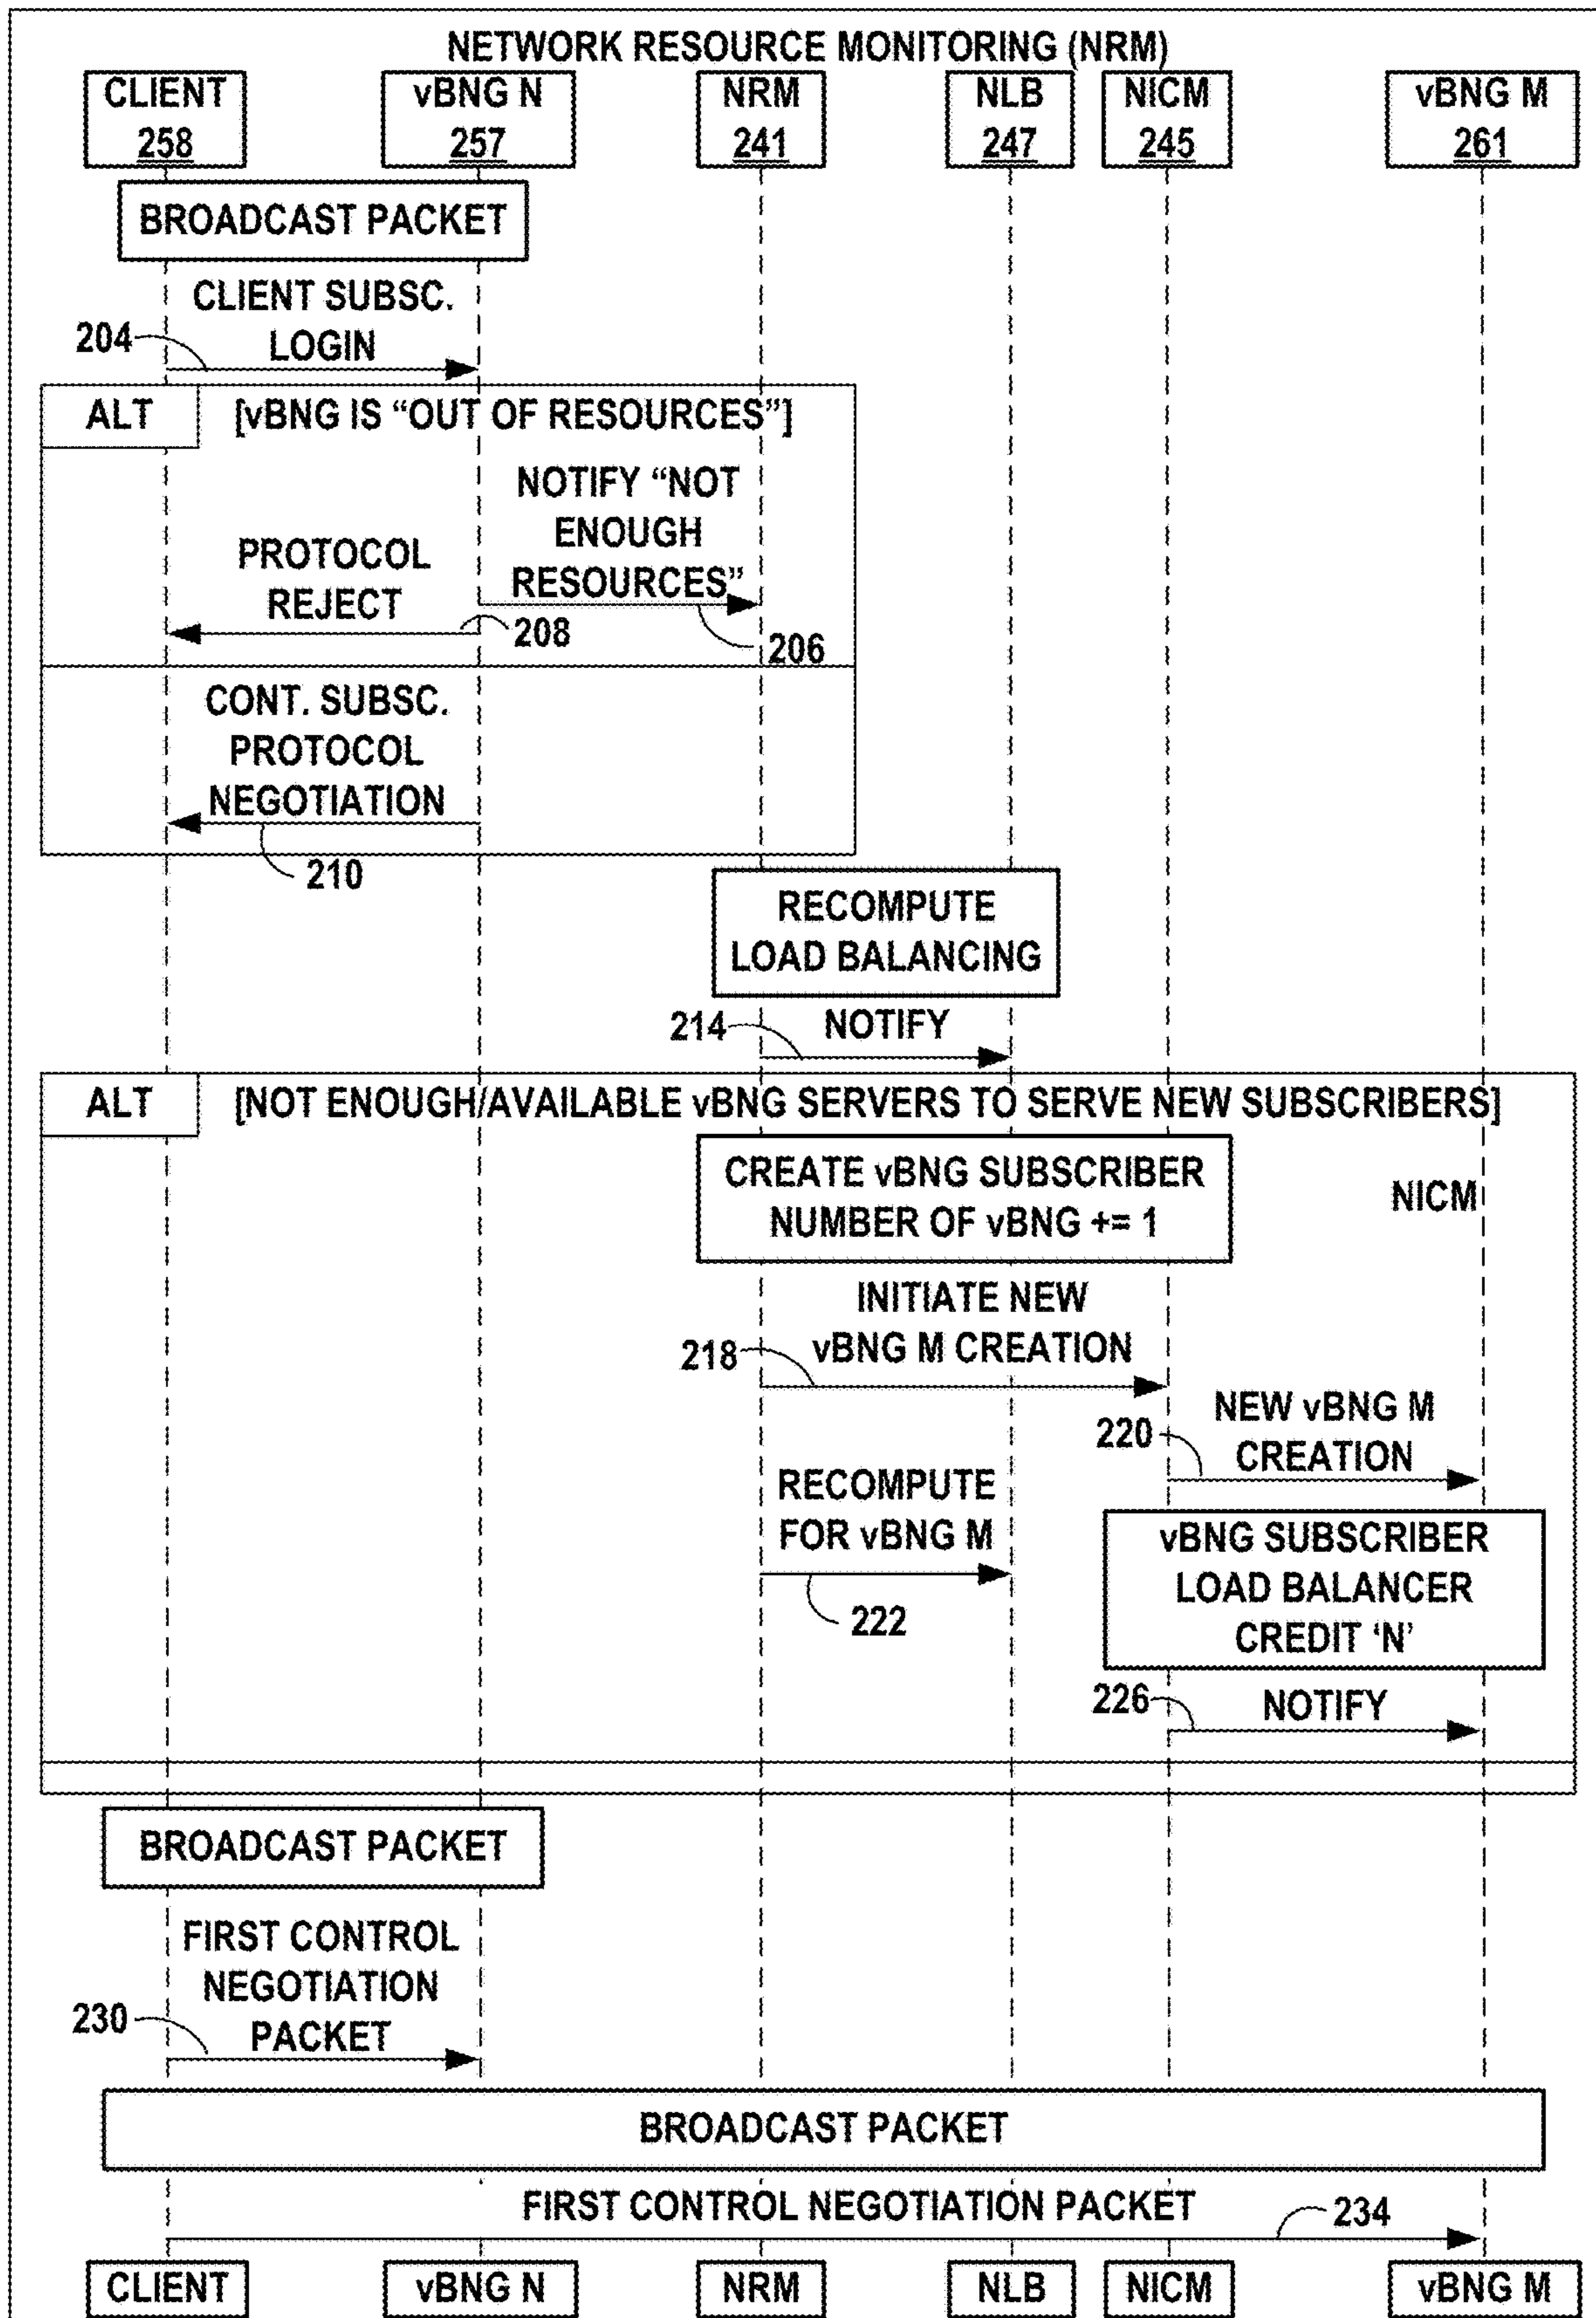 NETWORK RESOURCE MONITORING (NRM)
CLIENT
258
vBNG N
257
NRM
241
NLB
247
NICM
245
vBNG M
261
BROADCAST PACKET
CLIENT SUBSC.
LOGIN
204
ALT
[vBNG IS “OUT OF RESOURCES”]
NOTIFY “NOT
ENOUGH
RESOURCES”
PROTOCOL
REJECT
208
206
CONT. SUBSC.
PROTOCOL
NEGOTIATION
210
RECOMPUTE
LOAD BALANCING
214
NOTIFY
ALT
[NOT ENOUGH/AVAILABLE vBNG SERVERS TO SERVE NEW SUBSCRIBERS]
CREATE vBNG SUBSCRIBER
NUMBER OF vBNG += 1
NICM
INITIATE NEW
vBNG M CREATION
218
NEW vBNG M
CREATION
220
RECOMPUTE
FOR vBNG M
222
vBNG SUBSCRIBER
LOAD BALANCER
CREDIT ‘N’
226
NOTIFY
BROADCAST PACKET
FIRST CONTROL
NEGOTIATION
PACKET
230
BROADCAST PACKET
FIRST CONTROL NEGOTIATION PACKET
234
CLIENT
vBNG N
NRM
NLB
NICM
vBNG M